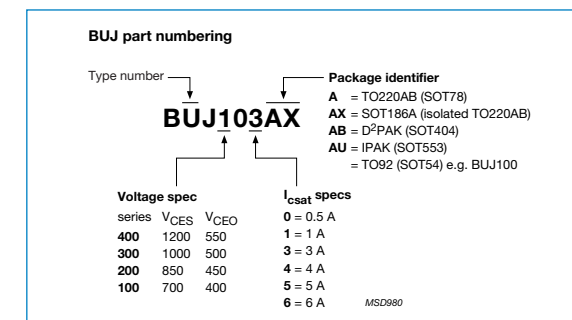 BUJ part numbering
Type number
BUJ103AX
Package identifier
A = TO220AB (SOT78)
AX = SOT186A (isolated TO220AB)
AB = D²PAK (SOT404)
AU = IPAK (SOT553)
= TO92 (SOT54) e.g. BUJ100
Voltage spec
series VCES VCEO
400 1200 550
300 1000 500
200 850 450
100 700 400
Icsat specs
0 = 0.5 A
1 = 1 A
3 = 3 A
4 = 4 A
5 = 5 A
6 = 6 A
MSD980